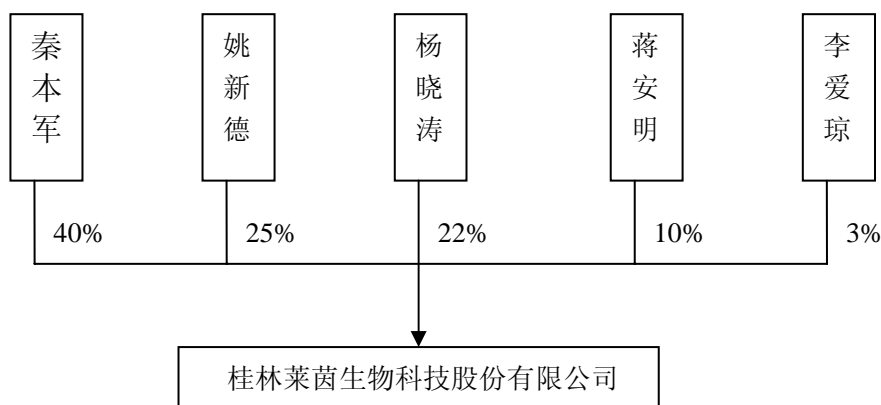 秦本军
姚新德
杨晓涛
蒋安明
李爱琼
40%
25%
22%
10%
3%
桂林莱茵生物科技股份有限公司